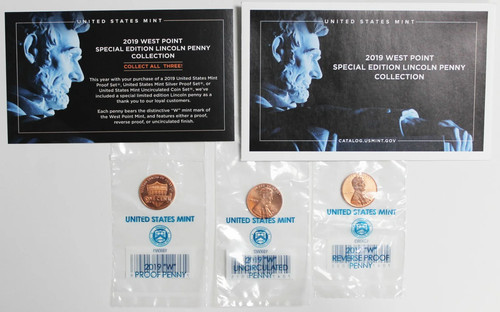 UNITED STATES MINT
2019 WEST POINT
SPECIAL EDITION LINCOLN PENNY
COLLECTION
COLLECT ALL THREE!
This year with your purchase of a 2019 United States Mint
Proof Set®, United States Mint Silver Proof Set®, or
United States Mint Uncirculated Coin Set®, we've
included a special limited edition Lincoln penny as a
thank you to our loyal customers.
Each penny bears the distinctive "W" mint mark of
the West Point Mint, and features either a proof,
reverse proof, or uncirculated finish.
UNITED STATES MINT
2019 WEST POINT
SPECIAL EDITION LINCOLN PENNY
COLLECTION
CATALOG.USMINT.GOV
ONE CENT
UNITED STATES MINT
2019 "W"
PROOF PENNY
UNITED STATES MINT
2019 "W"
UNCIRCULATED
PENNY
UNITED STATES MINT
2019 "W"
REVERSE PROOF
PENNY